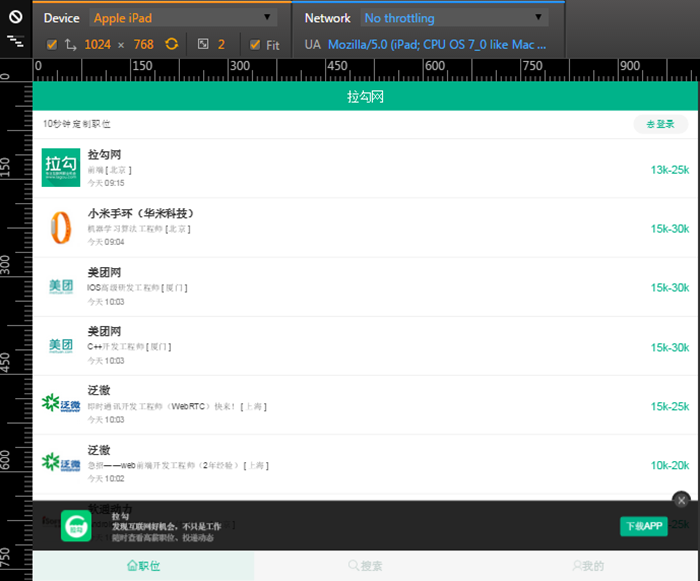 Device Apple iPad Network No throttling
1024 × 768 2 Fit UA Mozilla/5.0 (iPad; CPU OS 7_0 like Mac ...
0 150 300 450 600 750 900
0
150
300
450
600
750
拉勾网
10秒钟定制职位 去登录
拉勾
拉勾网
前端 [ 北京 ]
今天 09:15
13k-25k
小米手环（华米科技）
机器学习算法工程师 [ 北京 ]
今天 09:04
15k-30k
美团
美团网
IOS高级研发工程师 [ 厦门 ]
今天 10:03
15k-30k
美团
美团网
C++开发工程师 [ 厦门 ]
今天 10:03
15k-30k
泛微
泛微
即时通讯开发工程师（WebRTC）快来！ [ 上海 ]
今天 10:03
15k-25k
泛微
泛微
急招——web前端开发工程师（2年经验） [ 上海 ]
今天 10:02
10k-20k
拉勾
拉勾
发现互联网好机会，不只是工作
随时查看高薪职位、投递动态
下载APP
职位 搜索 我的